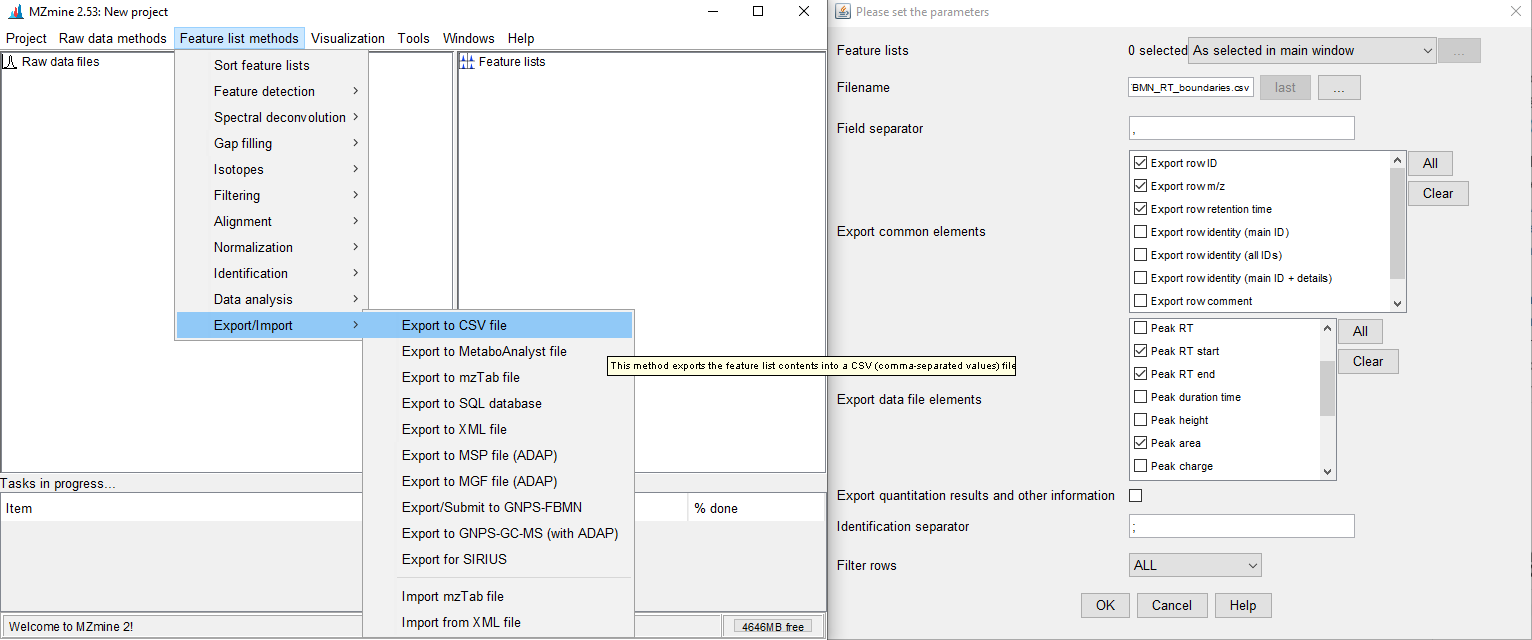 MZmine 2.53: New project
Project Raw data methods Feature list methods Visualization Tools Windows Help
Raw data files
Feature lists
Sort feature lists
Feature detection
Spectral deconvolution
Gap filling
Isotopes
Filtering
Alignment
Normalization
Identification
Data analysis
Export/Import
Export to CSV file
Export to MetaboAnalyst file
Export to mzTab file
Export to SQL database
Export to XML file
Export to MSP file (ADAP)
Export to MGF file (ADAP)
Export/Submit to GNPS-FBMN
Export to GNPS-GC-MS (with ADAP)
Export for SIRIUS
Import mzTab file
Import from XML file
This method exports the feature list contents into a CSV (comma-separated values) file
Tasks in progress...
Item
% done
Welcome to MZmine 2!
4646MB free
Please set the parameters
Feature lists 0 selected As selected in main window ...
Filename BMN_RT_boundaries.csv last ...
Field separator ,
Export common elements
Export row ID
Export row m/z
Export row retention time
Export row identity (main ID)
Export row identity (all IDs)
Export row identity (main ID + details)
Export row comment
All
Clear
Export data file elements
Peak RT
Peak RT start
Peak RT end
Peak duration time
Peak height
Peak area
Peak charge
All
Clear
Export quantitation results and other information
Identification separator ;
Filter rows ALL
OK Cancel Help